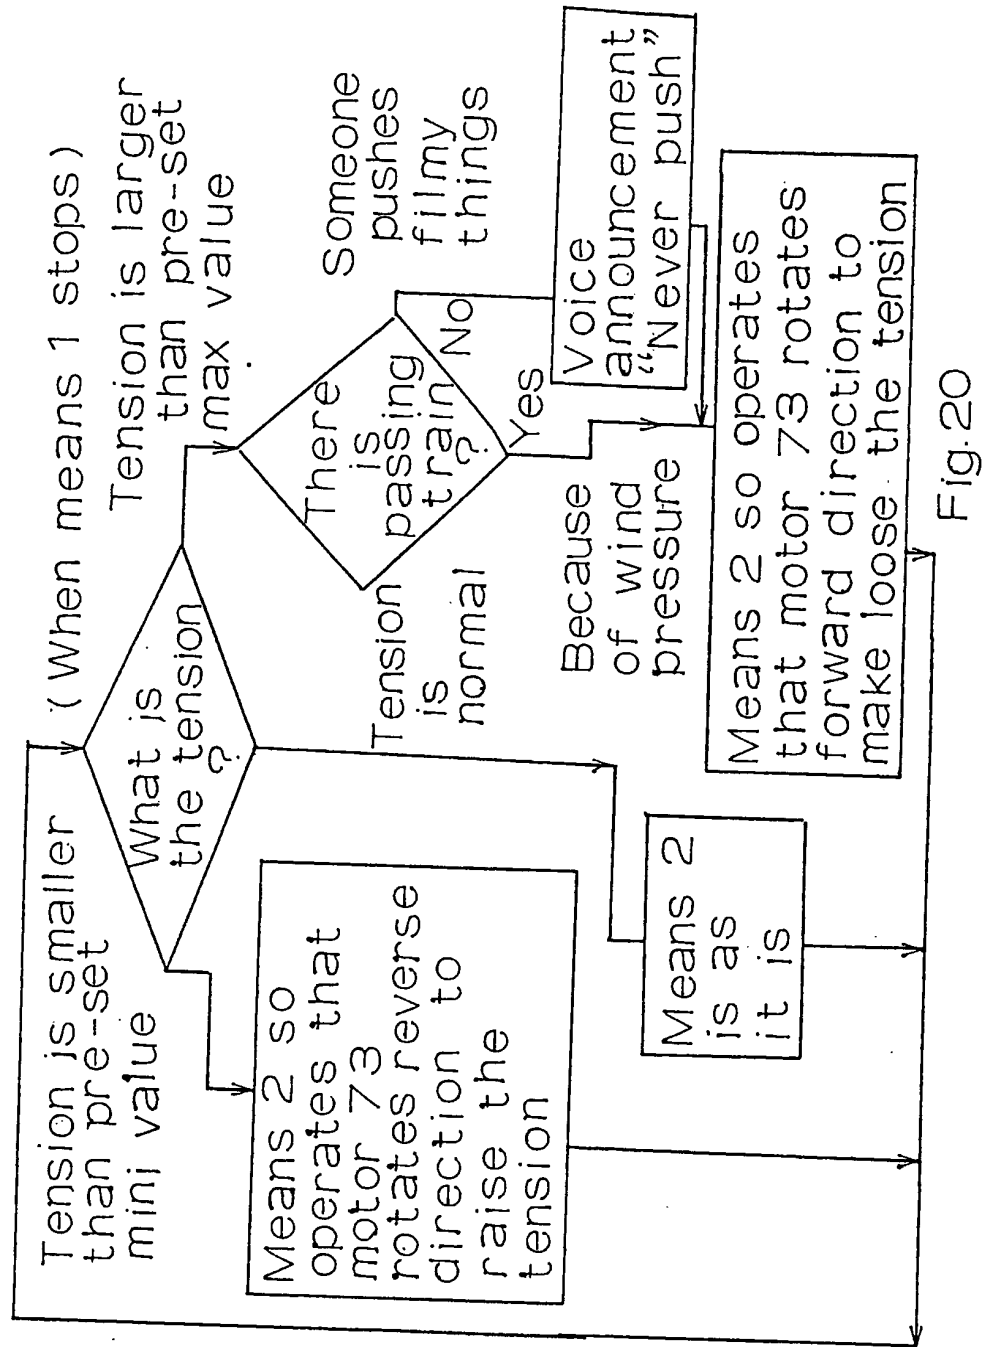 (When means 1 stops)
Tension is smaller
than pre-set
mini value
What is
the tension
?
Tension is larger
than pre-set
max value
Means 2 so
operates that
motor 73
rotates reverse
direction to
raise the
tension
Tension
is
normal
There
is
passing
train
?
No
Yes
Someone
pushes
filmy
things
Because
of wind
pressure
Voice
announcement
“Never push”
Means 2
is as
it is
Means 2 so operates
that motor 73 rotates
forward direction to
make loose the tension
Fig.20